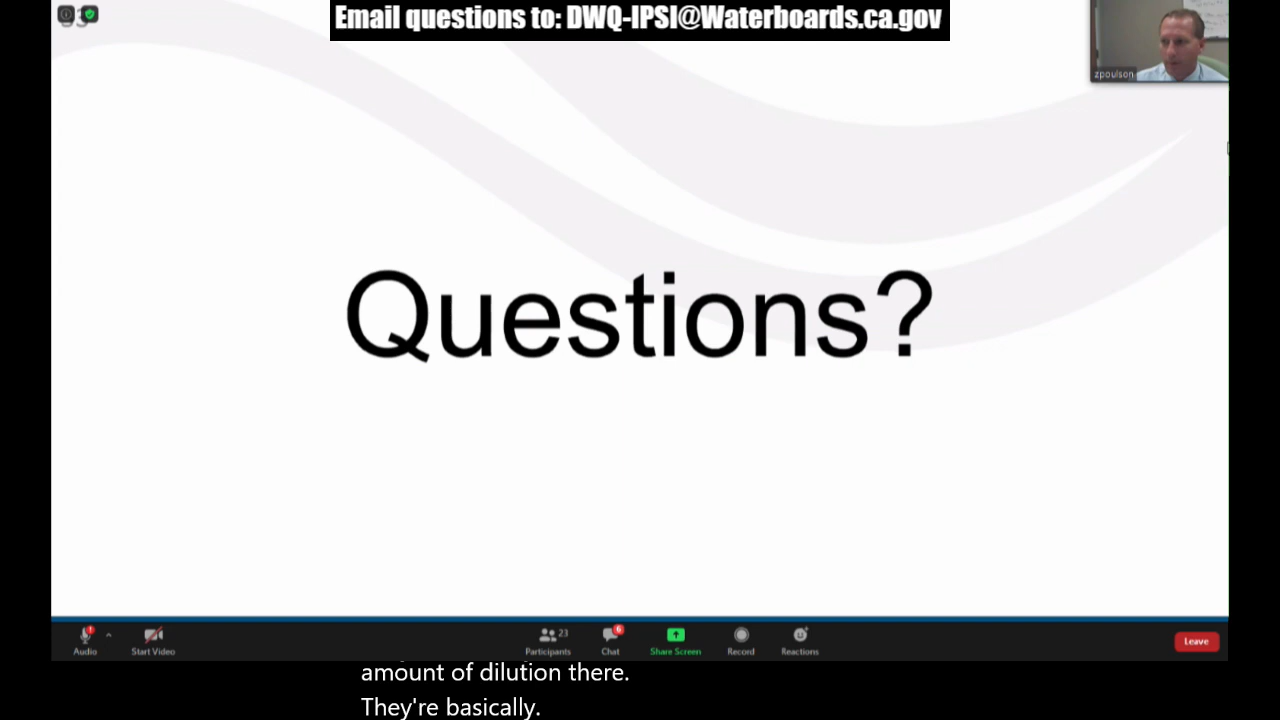 Email questions to: DWQ-IPSI@Waterboards.ca.gov
zpoulson
Questions?
Audio
Start Video
Participants
23
Chat
6
Share Screen
Record
Reactions
Leave
amount of dilution there.
They're basically.